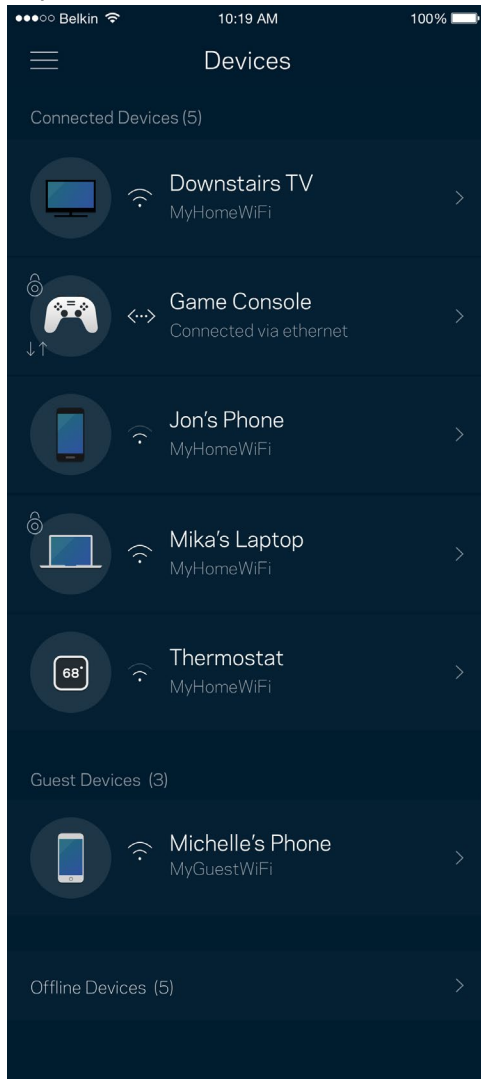 Belkin 10:19 AM 100%
Devices
Connected Devices (5)
Downstairs TV
MyHomeWiFi
Game Console
Connected via ethernet
Jon's Phone
MyHomeWiFi
Mika's Laptop
MyHomeWiFi
68°
Thermostat
MyHomeWiFi
Guest Devices (3)
Michelle's Phone
MyGuestWiFi
Offline Devices (5)